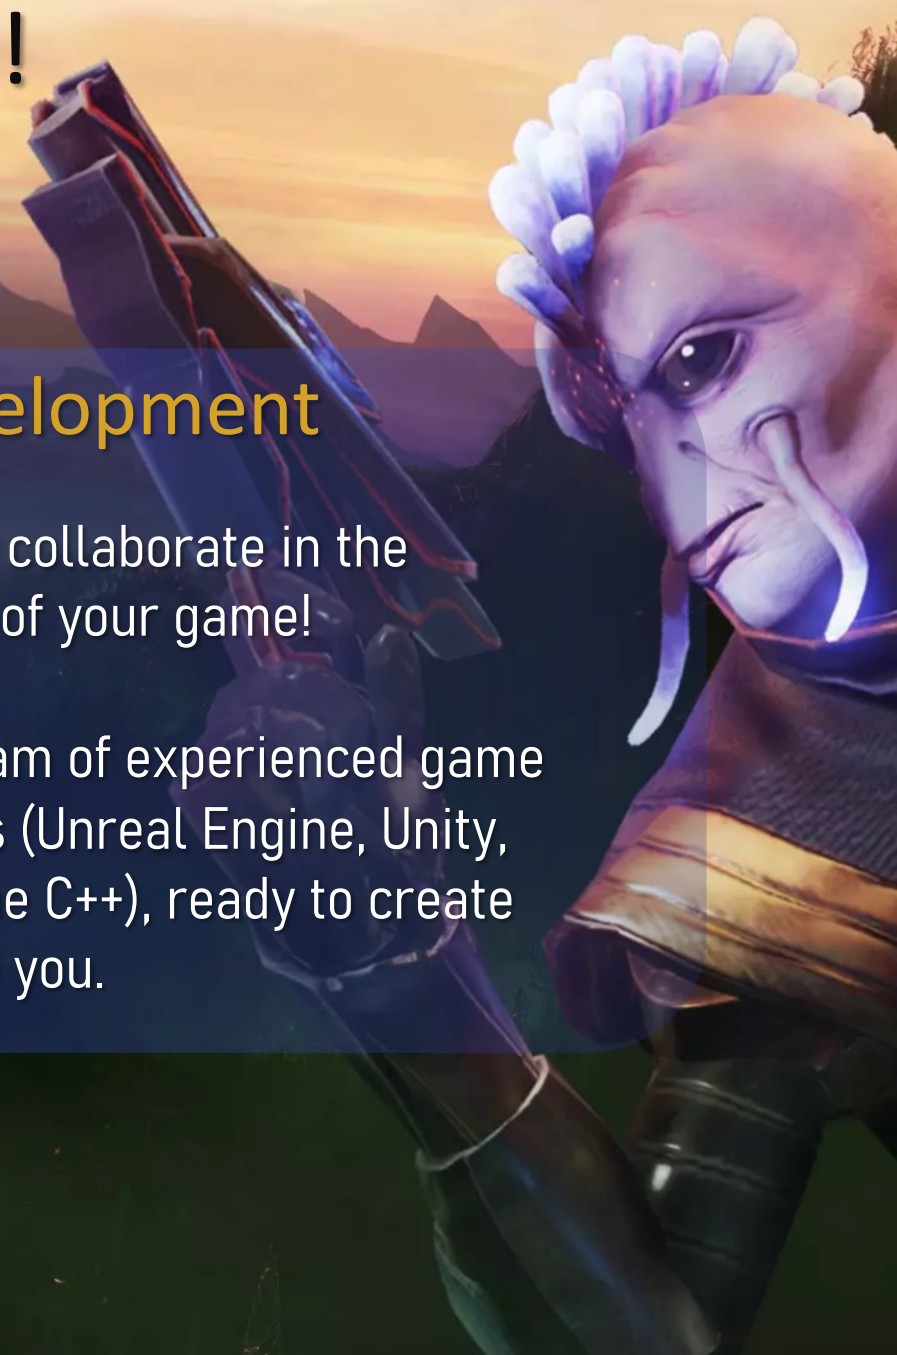 !
elopment
collaborate in the
of your game!
am of experienced game
s (Unreal Engine, Unity,
e C++), ready to create
you.